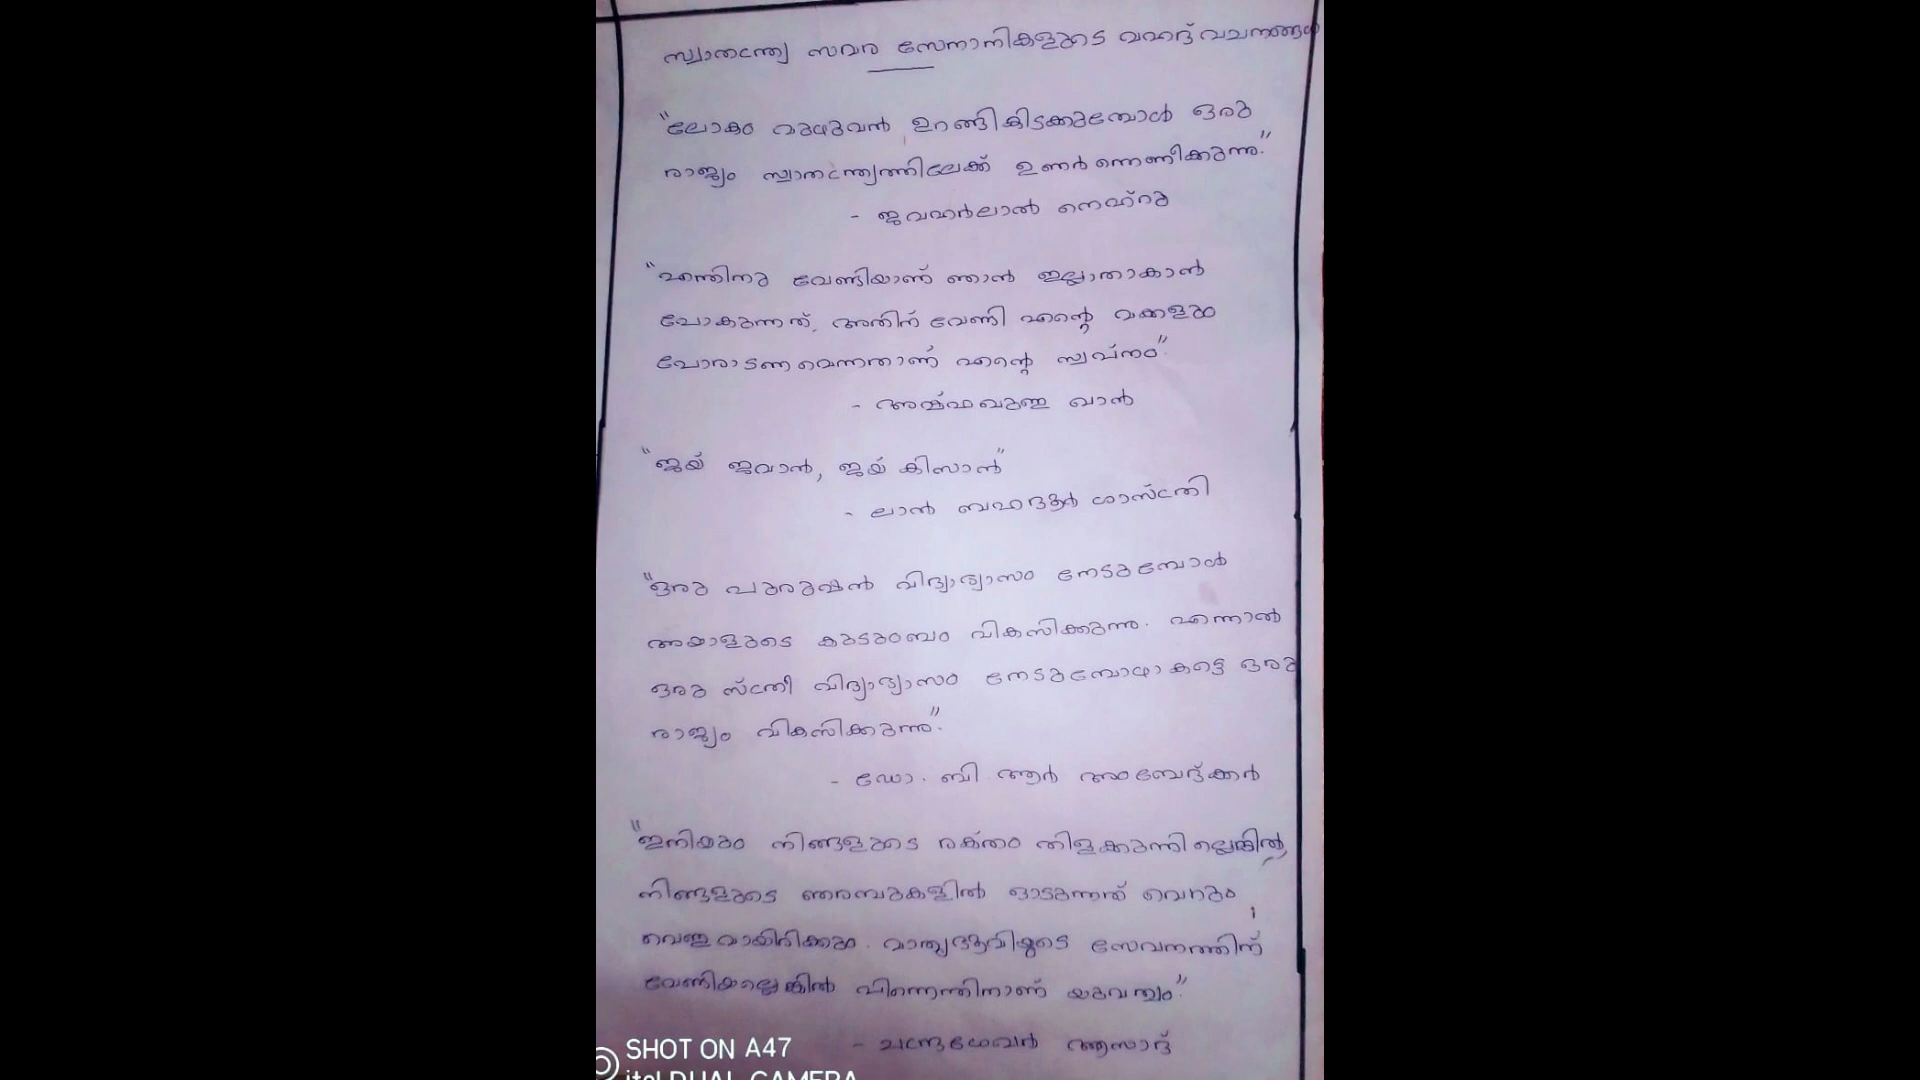 സ്വാതന്ത്ര്യ സമര സേനാനികളുടെ മഹദ് വചനങ്ങൾ
"ലോകം മുഴുവൻ ഉറങ്ങികിടക്കുമ്പോൾ ഒരു
രാജ്യം സ്വാതന്ത്ര്യത്തിലേക്ക് ഉണർന്നെണീക്കുന്നു."
- ജവഹർലാൽ നെഹ്റു
"എന്തിനു വേണ്ടിയാണ് ഞാൻ ഇല്ലാതാകാൻ
പോകുന്നത്, അതിന് വേണ്ടി എന്റെ മക്കളും
പോരാടണമെന്നതാണ് എന്റെ സ്വപ്നം"
- അഷ്ഫഖുള്ള ഖാൻ
"ജയ് ജവാൻ, ജയ് കിസാൻ"
- ലാൽ ബഹദൂർ ശാസ്ത്രി
"ഒരു പുരുഷൻ വിദ്യാഭ്യാസം നേടുമ്പോൾ
അയാളുടെ കുടുംബം വികസിക്കുന്നു. എന്നാൽ
ഒരു സ്ത്രീ വിദ്യാഭ്യാസം നേടുമ്പോഴാകട്ടെ ഒരു
രാജ്യം വികസിക്കുന്നു."
- ഡോ. ബി ആർ അംബേദ്ക്കർ
"ഇനിയും നിങ്ങളുടെ രക്തം തിളക്കുന്നില്ലെങ്കിൽ,
നിങ്ങളുടെ ഞരമ്പുകളിൽ ഓടുന്നത് വെറും
വെള്ളമായിരിക്കും. മാതൃഭൂമിയുടെ സേവനത്തിന്
വേണ്ടിയല്ലെങ്കിൽ പിന്നെന്തിനാണ് യുവത്വം."
- ചന്ദ്രശേഖർ ആസാദ്
SHOT ON A47
itel DUAL CAMERA